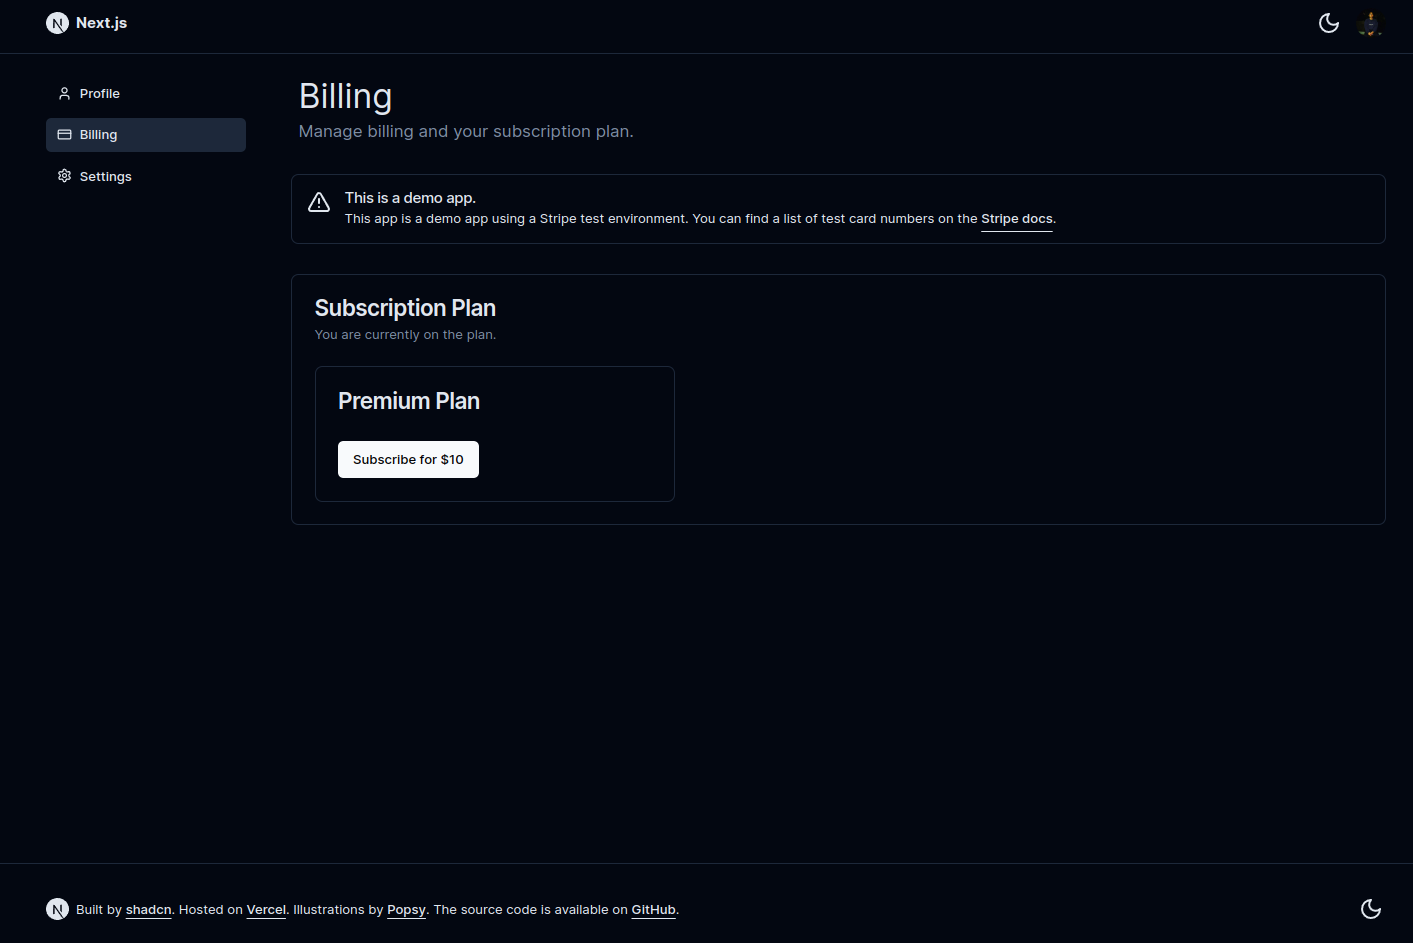 Next.js
Profile
Billing
Settings
Billing
Manage billing and your subscription plan.
This is a demo app.
This app is a demo app using a Stripe test environment. You can find a list of test card numbers on the Stripe docs.
Subscription Plan
You are currently on the plan.
Premium Plan
Subscribe for $10
Built by shadcn. Hosted on Vercel. Illustrations by Popsy. The source code is available on GitHub.